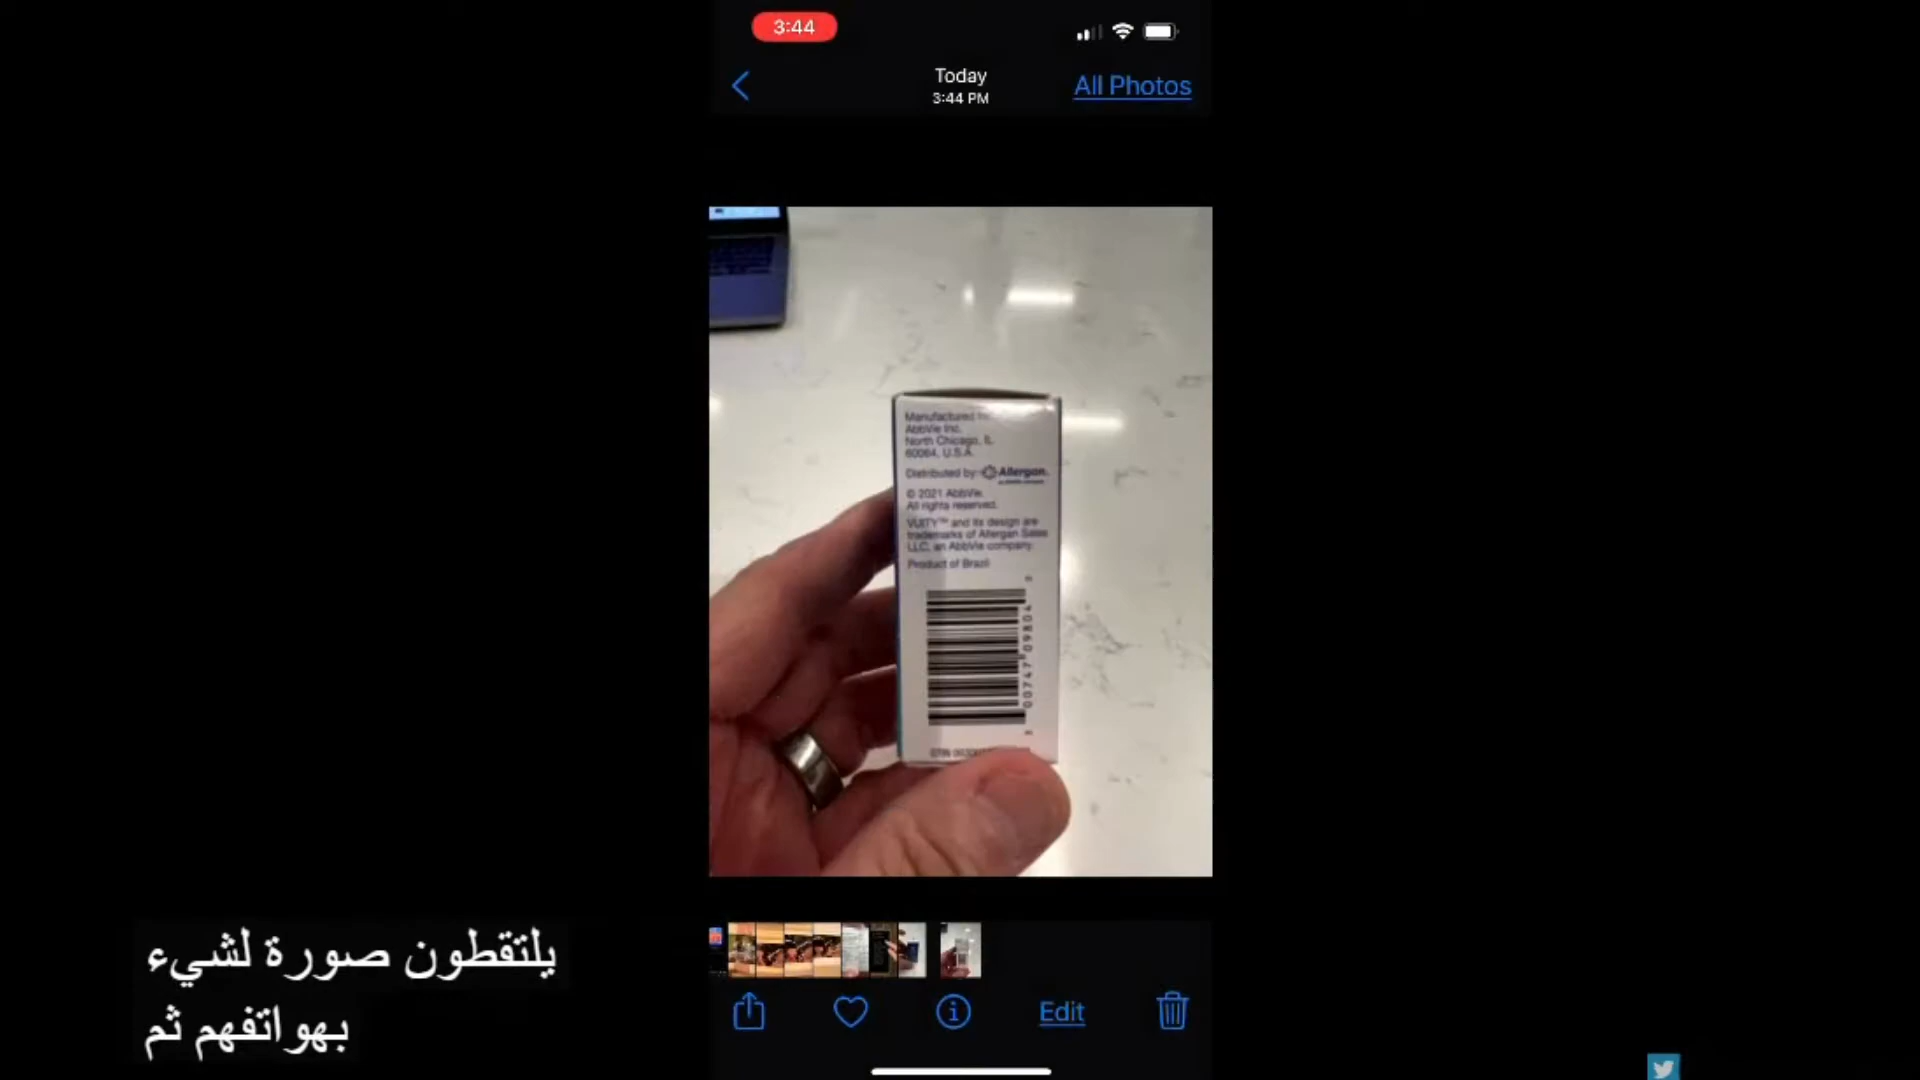 3:44
Today
3:44 PM
All Photos
Manufactured
AbbVie Inc.
North Chicago, IL
60064, U.S.A.
Distributed by: Allergan.
© 2021 AbbVie.
All rights reserved.
VUITY™ and its design are
trademarks of Allergan Sales
LLC, an AbbVie company.
Product of Brazil
يلتقطون صورة لشيء
بهواتفهم ثم
Edit